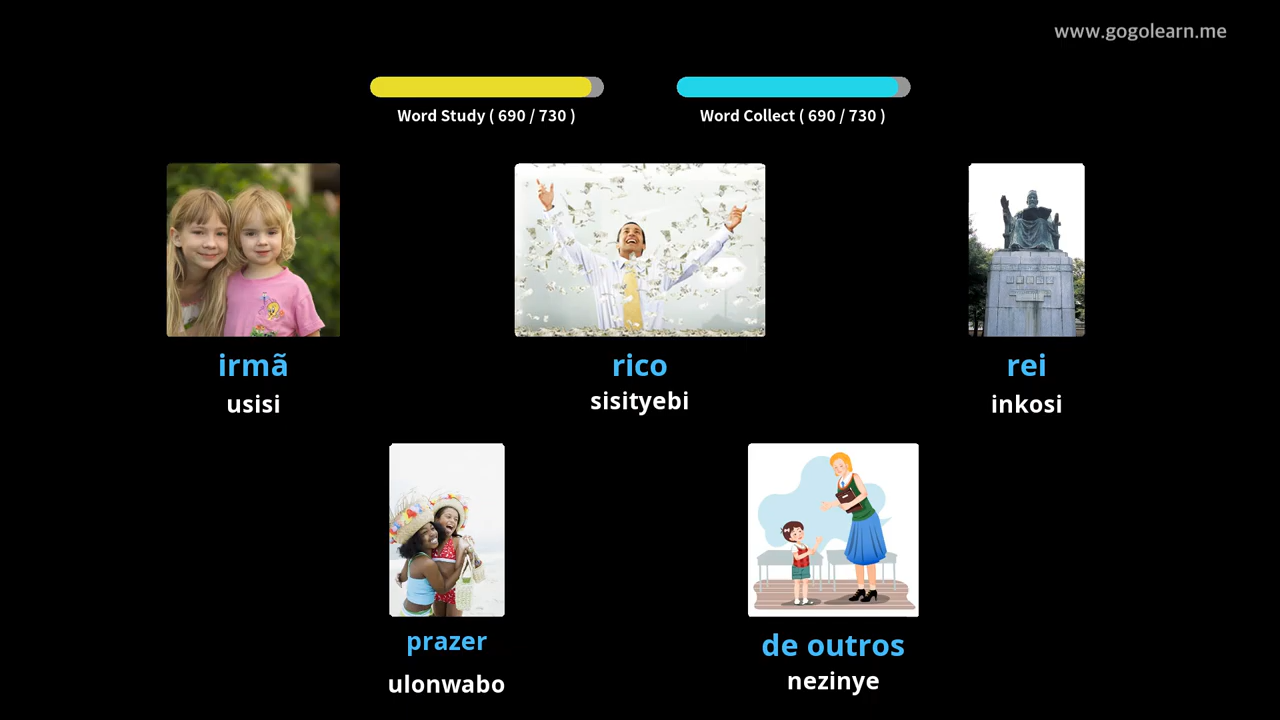 www.gogolearn.me
Word Study ( 690 / 730 )
Word Collect ( 690 / 730 )
irmã
usisi
rico
sisityebi
rei
inkosi
prazer
ulonwabo
de outros
nezinye